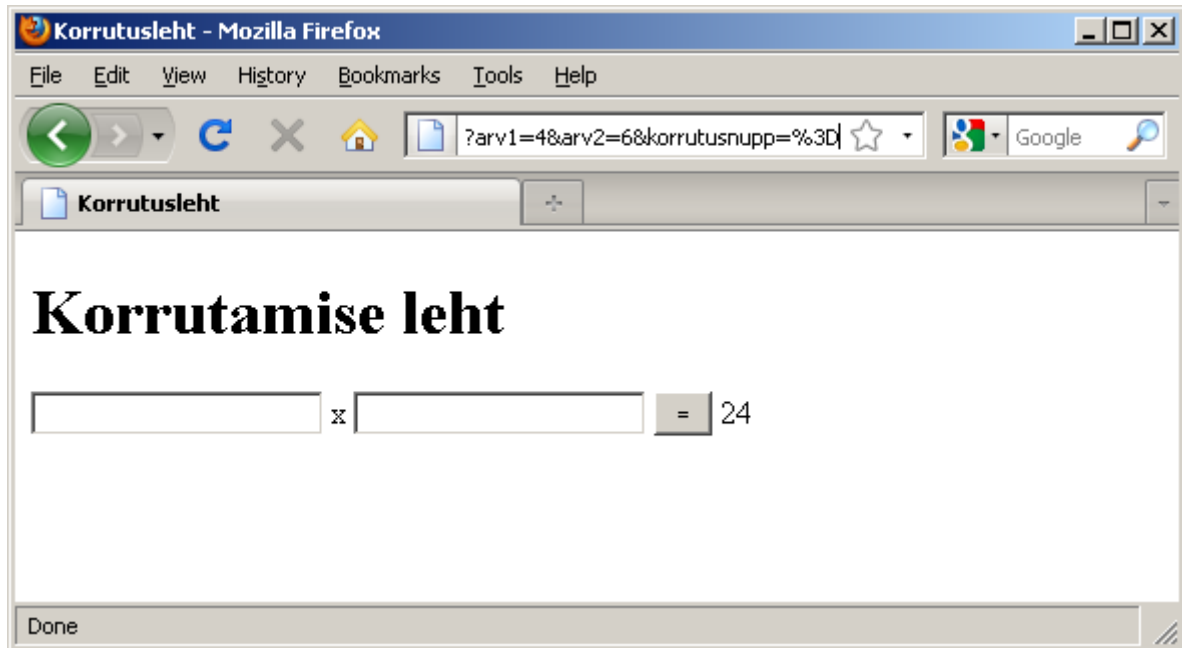 Korrutusleht - Mozilla Firefox
File Edit View History Bookmarks Tools Help
?arv1=4&arv2=6&korrutusnupp=%3D Google
Korrutusleht
Korrutamise leht
x = 24
Done